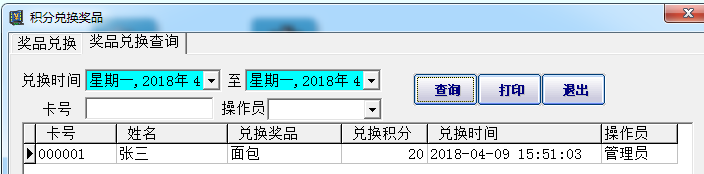 积分兑换奖品
奖品兑换 奖品兑换查询
兑换时间 星期一,2018年 4 至 星期一,2018年 4 查询 打印 退出
卡号 操作员
卡号 姓名 兑换奖品 兑换积分 兑换时间 操作员
000001 张三 面包 20 2018-04-09 15:51:03 管理员